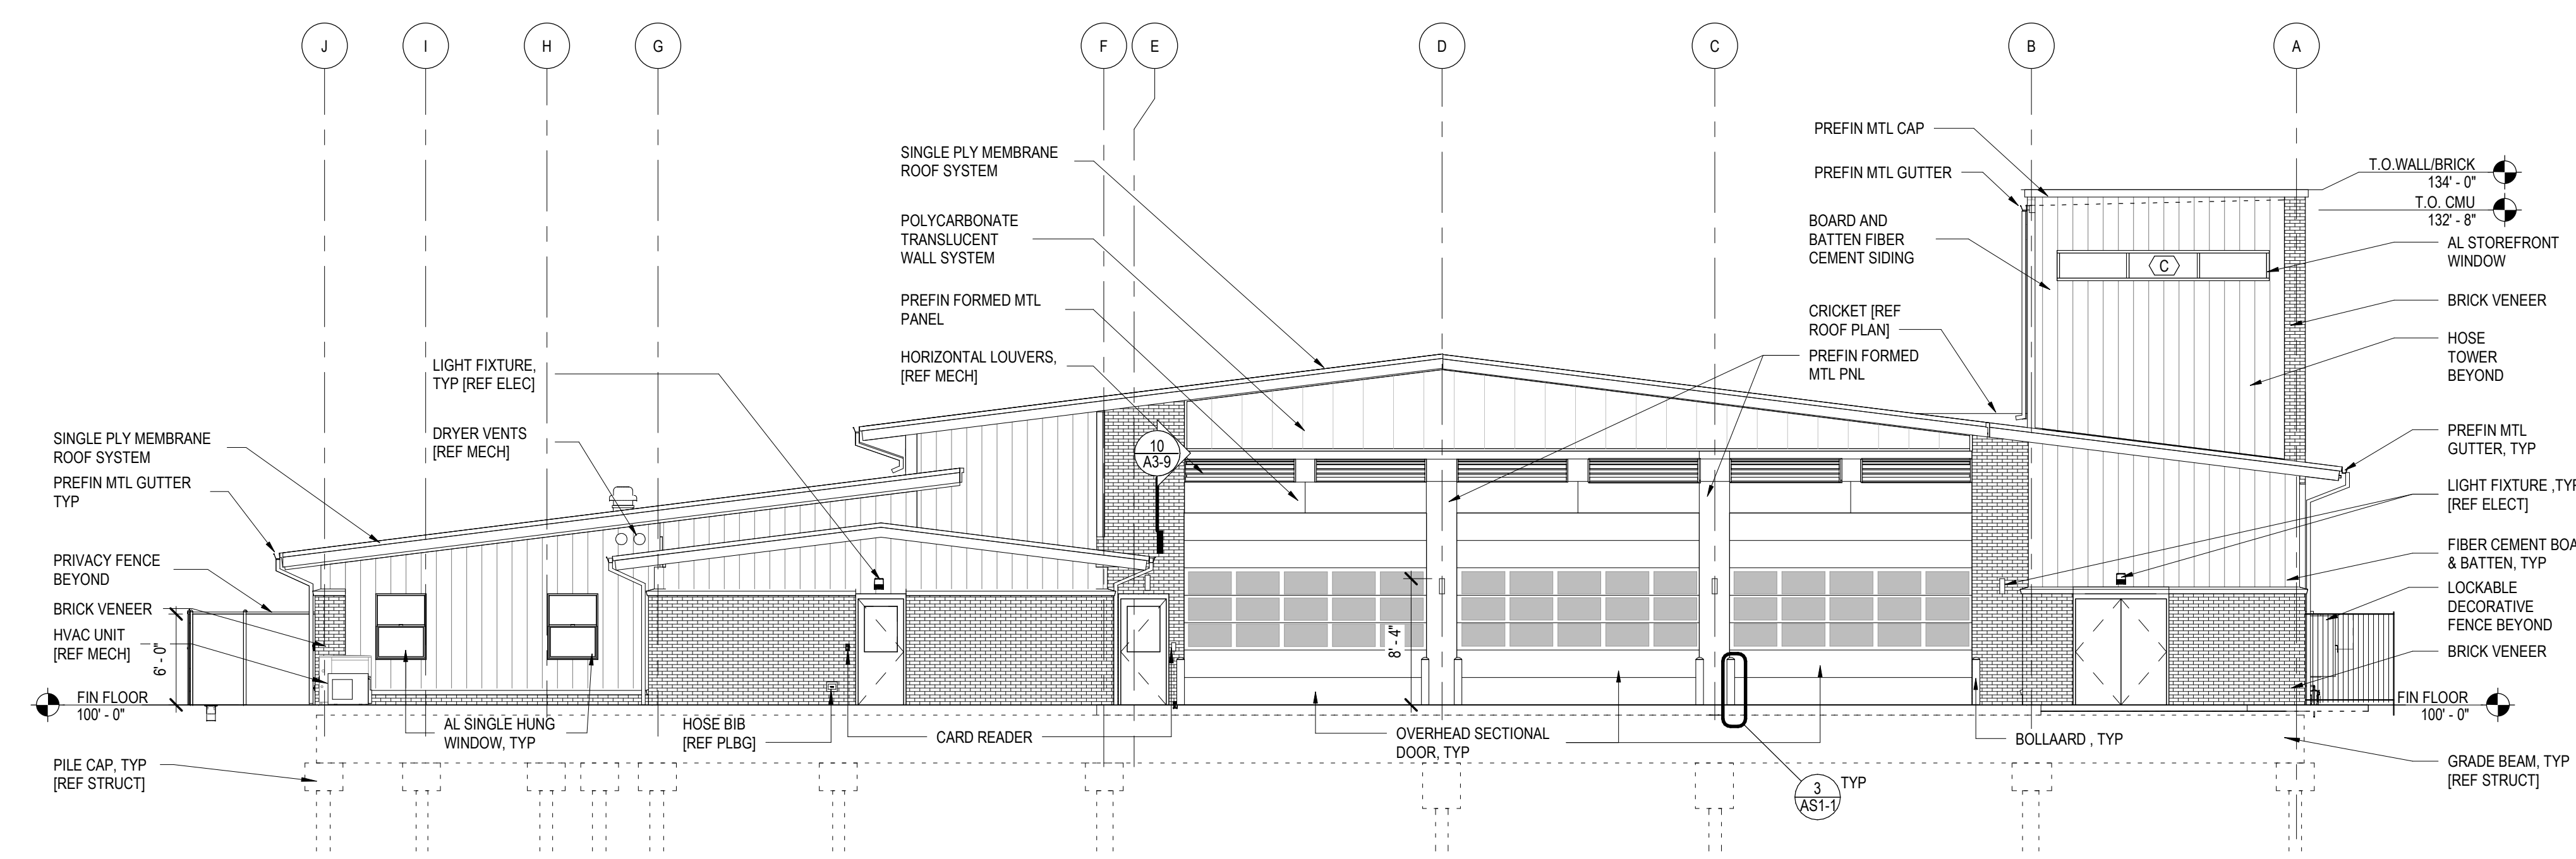 J
I
H
G
F
E
D
C
B
A
SINGLE PLY MEMBRANE
ROOF SYSTEM
POLYCARBONATE
TRANSLUCENT
WALL SYSTEM
PREFIN FORMED MTL
PANEL
HORIZONTAL LOUVERS,
[REF MECH]
LIGHT FIXTURE,
TYP [REF ELEC]
DRYER VENTS
[REF MECH]
SINGLE PLY MEMBRANE
ROOF SYSTEM
PREFIN MTL GUTTER
TYP
PRIVACY FENCE
BEYOND
BRICK VENEER
HVAC UNIT
[REF MECH]
6' - 0"
FIN FLOOR
100' - 0"
PILE CAP, TYP
[REF STRUCT]
AL SINGLE HUNG
WINDOW, TYP
HOSE BIB
[REF PLBG]
CARD READER
10
A3-9
8' - 4"
OVERHEAD SECTIONAL
DOOR, TYP
3
AS1-1
TYP
BOLLAARD , TYP
PREFIN MTL CAP
PREFIN MTL GUTTER
BOARD AND
BATTEN FIBER
CEMENT SIDING
CRICKET [REF
ROOF PLAN]
PREFIN FORMED
MTL PNL
C
T.O.WALL/BRICK
134' - 0"
T.O. CMU
132' - 8"
AL STOREFRONT
WINDOW
BRICK VENEER
HOSE
TOWER
BEYOND
PREFIN MTL
GUTTER, TYP
LIGHT FIXTURE ,TYP
[REF ELECT]
FIBER CEMENT BOA
& BATTEN, TYP
LOCKABLE
DECORATIVE
FENCE BEYOND
BRICK VENEER
FIN FLOOR
100' - 0"
GRADE BEAM, TYP
[REF STRUCT]